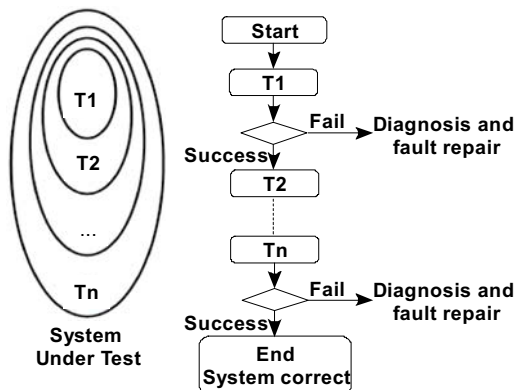 T1
T2
...
Tn
System
Under Test
Start
T1
Fail
Diagnosis and
fault repair
Success
T2
Tn
Fail
Diagnosis and
fault repair
Success
End
System correct